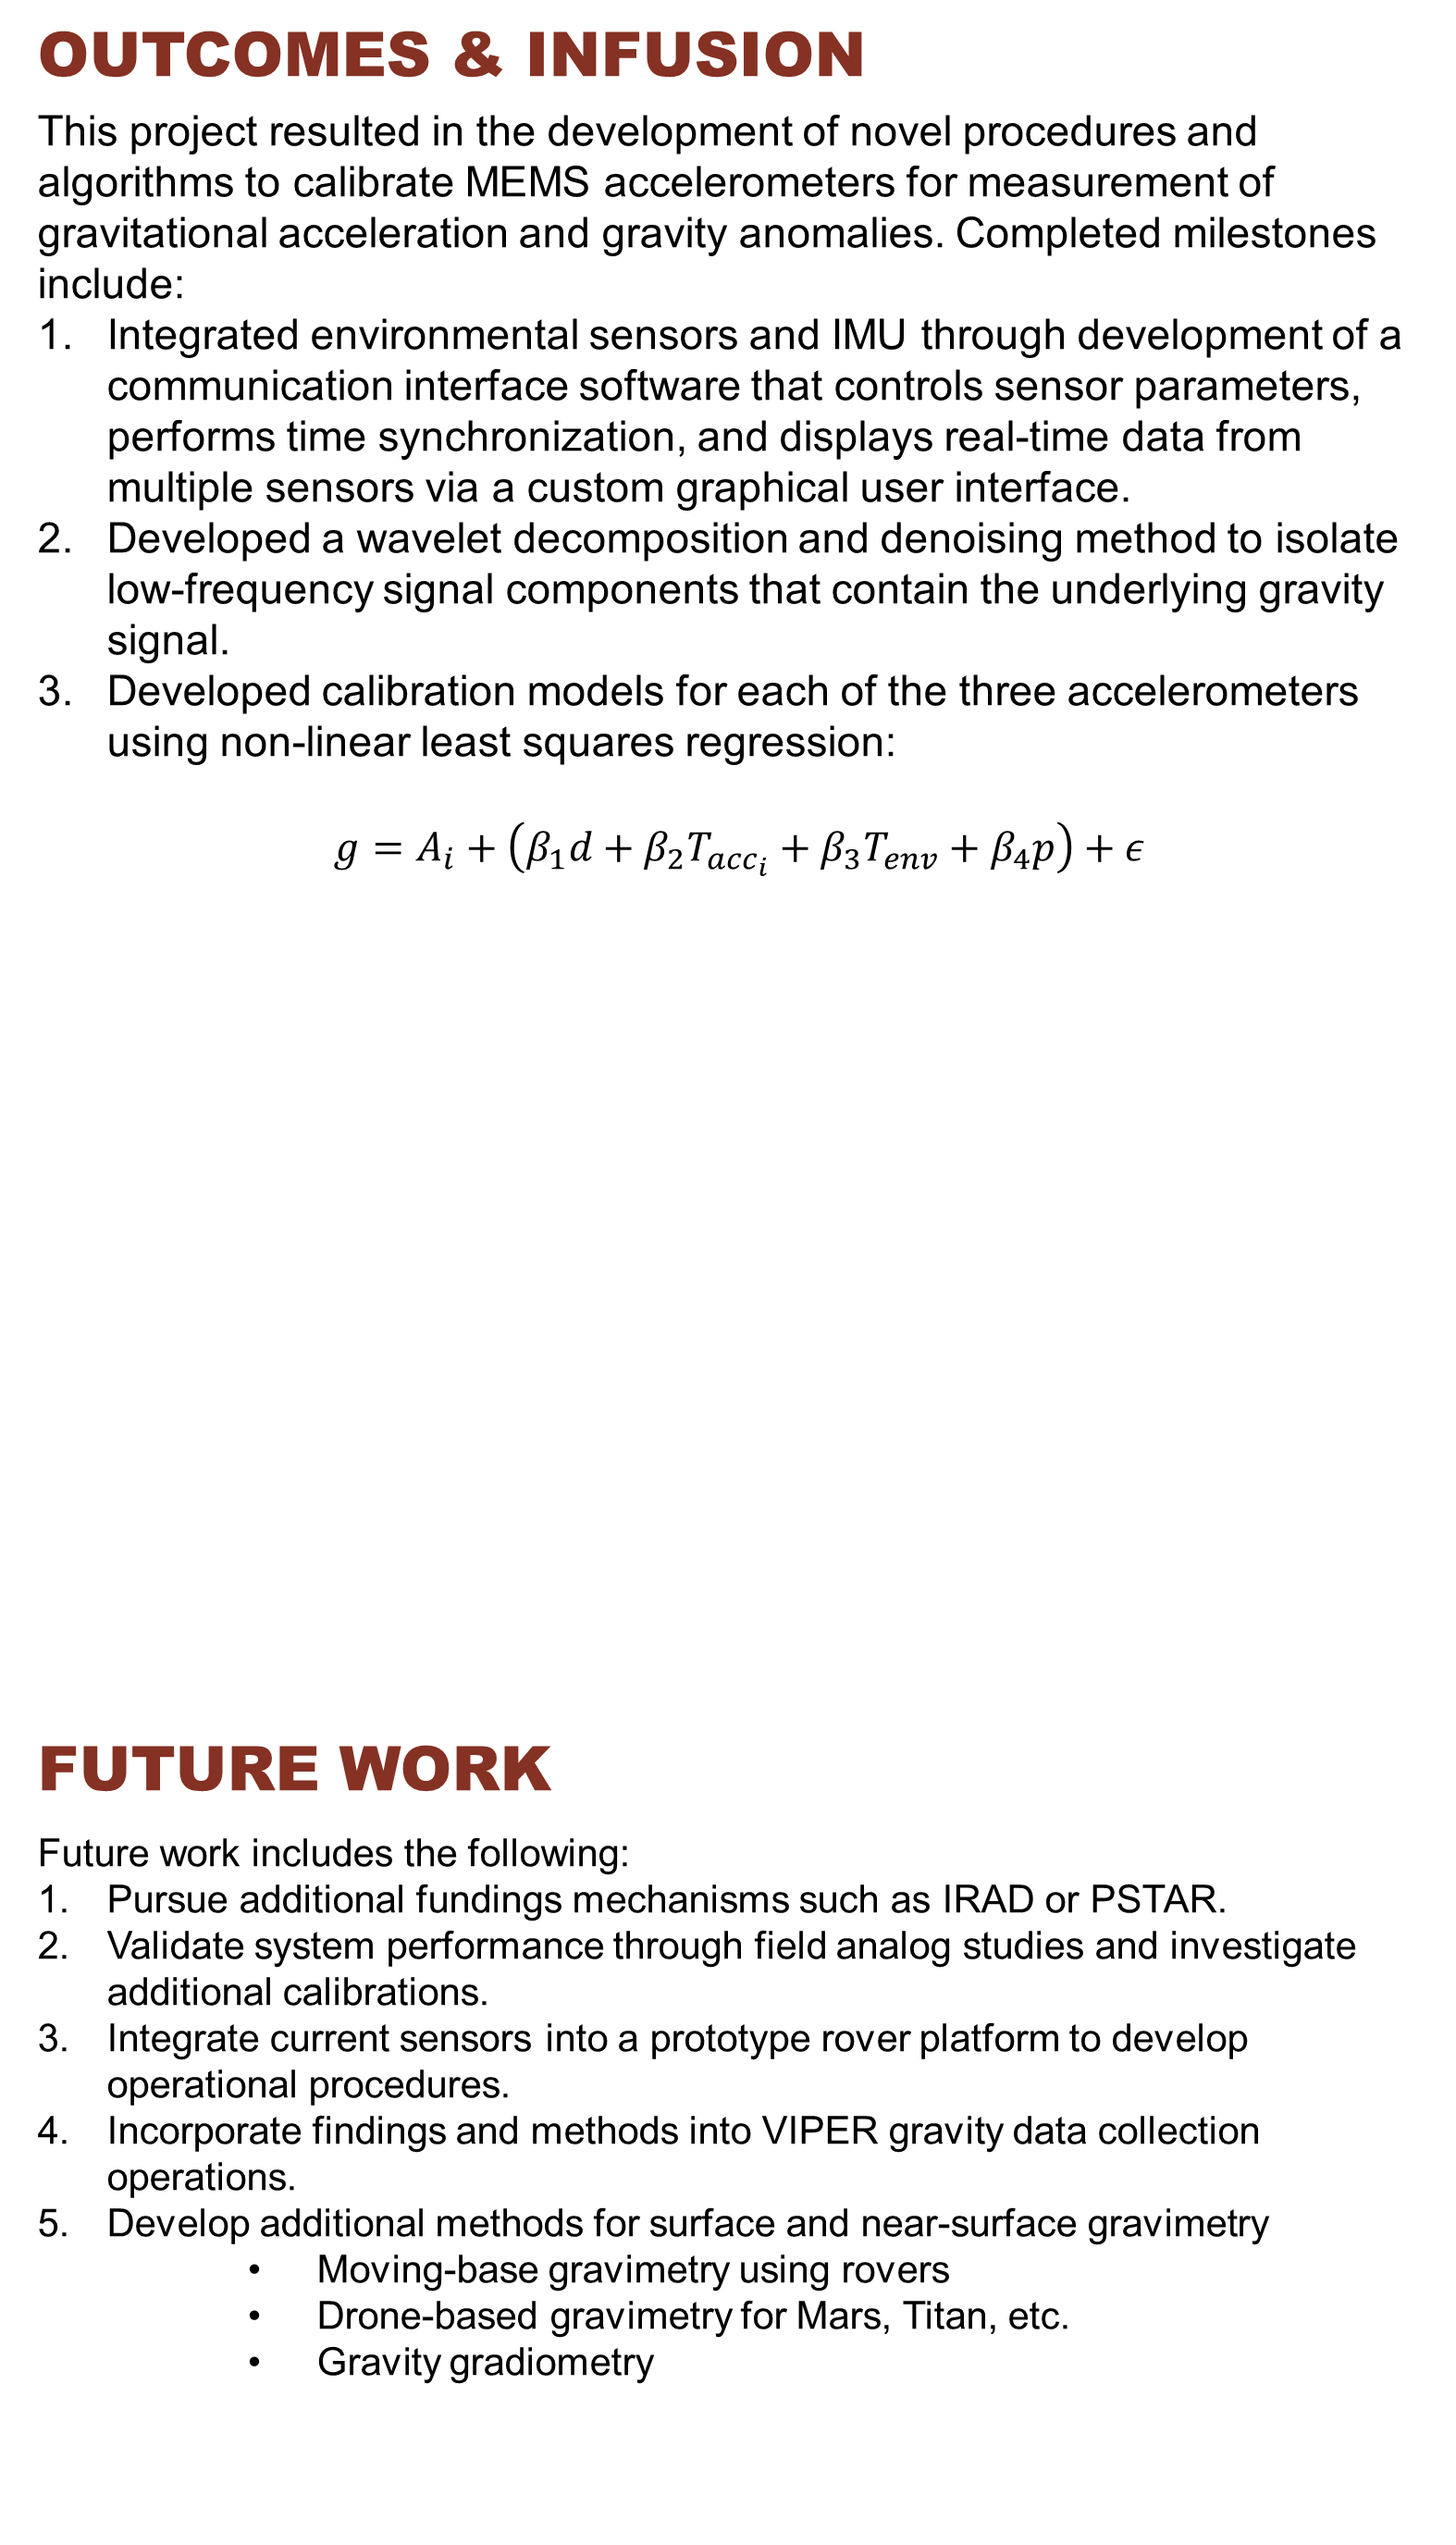 OUTCOMES & INFUSION
This project resulted in the development of novel procedures and
algorithms to calibrate MEMS accelerometers for measurement of
gravitational acceleration and gravity anomalies. Completed milestones
include:
1. Integrated environmental sensors and IMU through development of a
communication interface software that controls sensor parameters,
performs time synchronization, and displays real-time data from
multiple sensors via a custom graphical user interface.
2. Developed a wavelet decomposition and denoising method to isolate
low-frequency signal components that contain the underlying gravity
signal.
3. Developed calibration models for each of the three accelerometers
using non-linear least squares regression:
g = A_i + (β_1 d + β_2 T_{acc_i} + β_3 T_{env} + β_4 p) + ϵ
FUTURE WORK
Future work includes the following:
1. Pursue additional fundings mechanisms such as IRAD or PSTAR.
2. Validate system performance through field analog studies and investigate
additional calibrations.
3. Integrate current sensors into a prototype rover platform to develop
operational procedures.
4. Incorporate findings and methods into VIPER gravity data collection
operations.
5. Develop additional methods for surface and near-surface gravimetry
• Moving-base gravimetry using rovers
• Drone-based gravimetry for Mars, Titan, etc.
• Gravity gradiometry